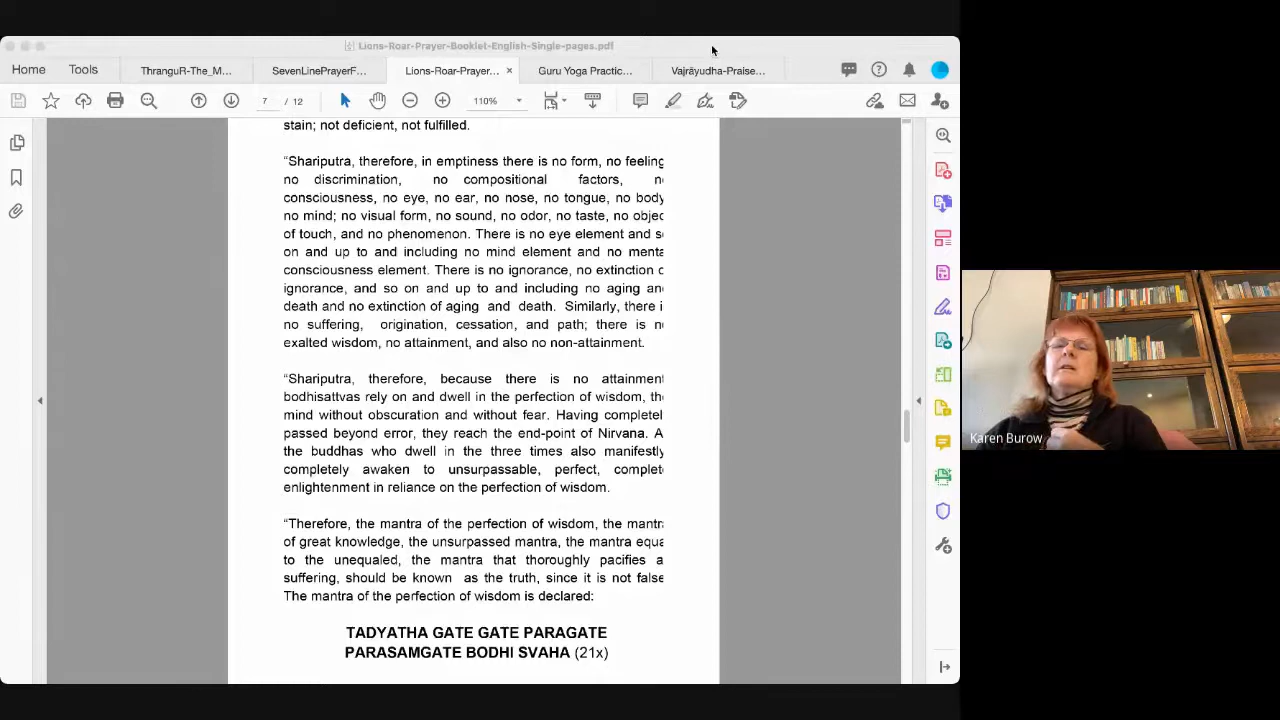 Lions-Roar-Prayer-Booklet-English-Single-pages.pdf
Home Tools ThranguR-The_M... SevenLinePrayerF... Lions-Roar-Prayer... × Guru Yoga Practic... Vajrāyudha-Praise...
7 / 12 110%
stain; not deficient, not fulfilled.
“Shariputra, therefore, in emptiness there is no form, no feeling
no discrimination, no compositional factors, n
consciousness, no eye, no ear, no nose, no tongue, no body
no mind; no visual form, no sound, no odor, no taste, no objec
of touch, and no phenomenon. There is no eye element and s
on and up to and including no mind element and no menta
consciousness element. There is no ignorance, no extinction o
ignorance, and so on and up to and including no aging an
death and no extinction of aging and death. Similarly, there i
no suffering, origination, cessation, and path; there is n
exalted wisdom, no attainment, and also no non-attainment.
“Shariputra, therefore, because there is no attainment
bodhisattvas rely on and dwell in the perfection of wisdom, th
mind without obscuration and without fear. Having completel
passed beyond error, they reach the end-point of Nirvana. A
the buddhas who dwell in the three times also manifestly
completely awaken to unsurpassable, perfect, complet
enlightenment in reliance on the perfection of wisdom.
“Therefore, the mantra of the perfection of wisdom, the mantra
of great knowledge, the unsurpassed mantra, the mantra equa
to the unequaled, the mantra that thoroughly pacifies a
suffering, should be known as the truth, since it is not false
The mantra of the perfection of wisdom is declared:
TADYATHA GATE GATE PARAGATE
PARASAMGATE BODHI SVAHA (21x)
Karen Burow